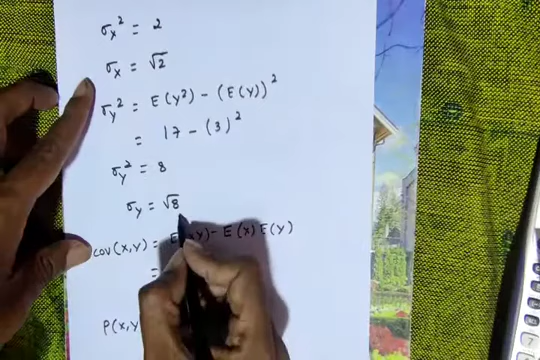 σx² = 2
σx = √2
σy² = E(y²) - (E(y))²
= 17 - (3)²
σy² = 8
σy = √8
cov(x,y) = E(xy) - E(x) E(y)
=
ρ(x,y